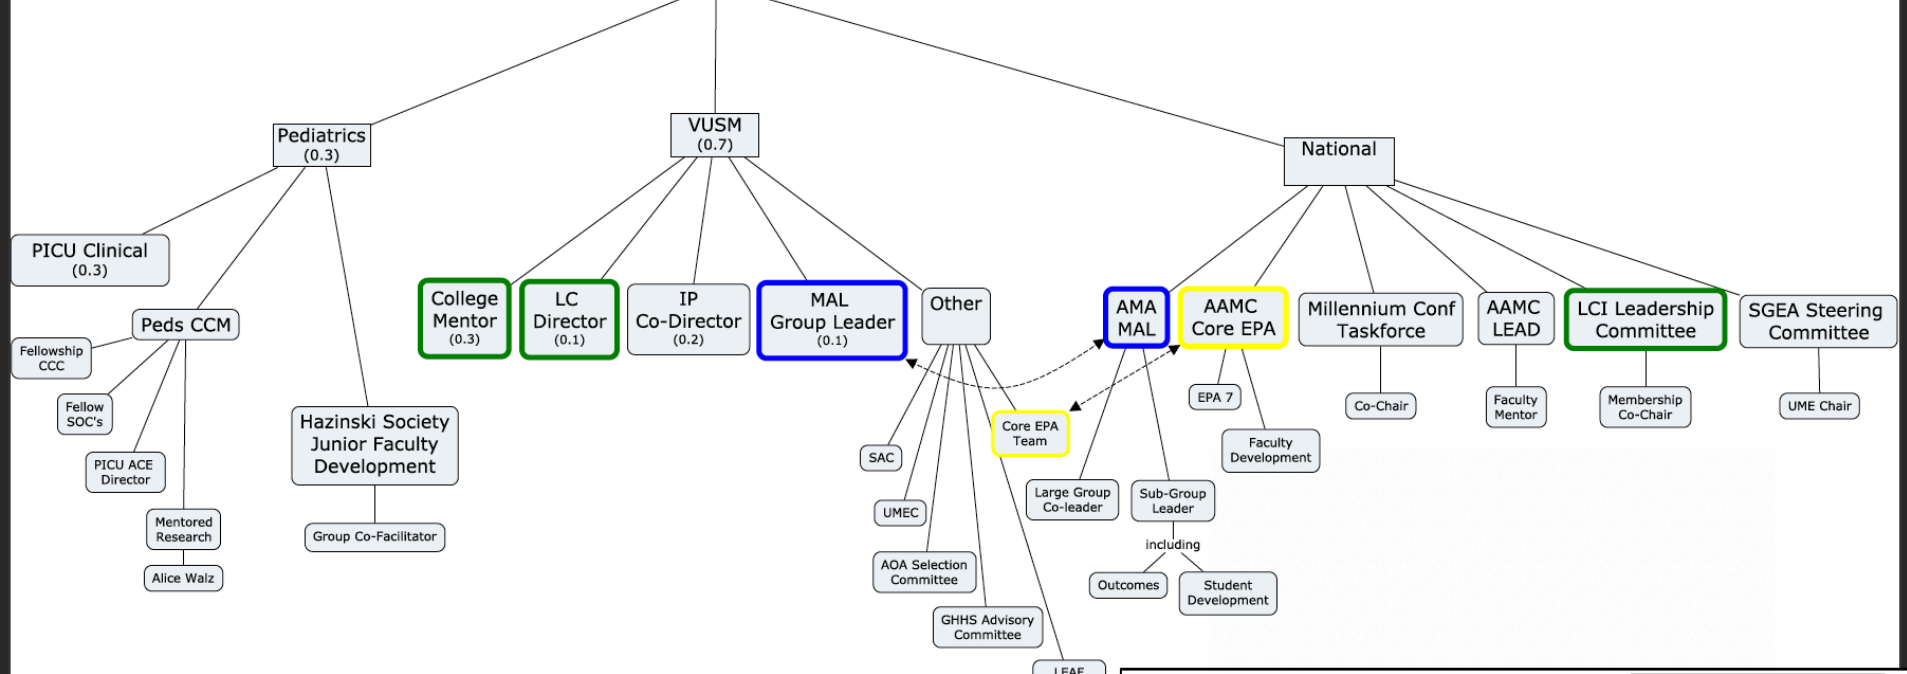 Pediatrics
(0.3)
VUSM
(0.7)
National
PICU Clinical
(0.3)
Peds CCM
Fellowship
CCC
Fellow
SOC's
PICU ACE
Director
Mentored
Research
Alice Walz
Hazinski Society
Junior Faculty
Development
Group Co-Facilitator
College
Mentor
(0.3)
LC
Director
(0.1)
IP
Co-Director
(0.2)
MAL
Group Leader
(0.1)
Other
SAC
UMEC
AOA Selection
Committee
GHHS Advisory
Committee
Core EPA
Team
AMA
MAL
Large Group
Co-leader
Sub-Group
Leader
including
Outcomes
Student
Development
AAMC
Core EPA
EPA 7
Faculty
Development
Millennium Conf
Taskforce
Co-Chair
AAMC
LEAD
Faculty
Mentor
LCI Leadership
Committee
Membership
Co-Chair
SGEA Steering
Committee
UME Chair